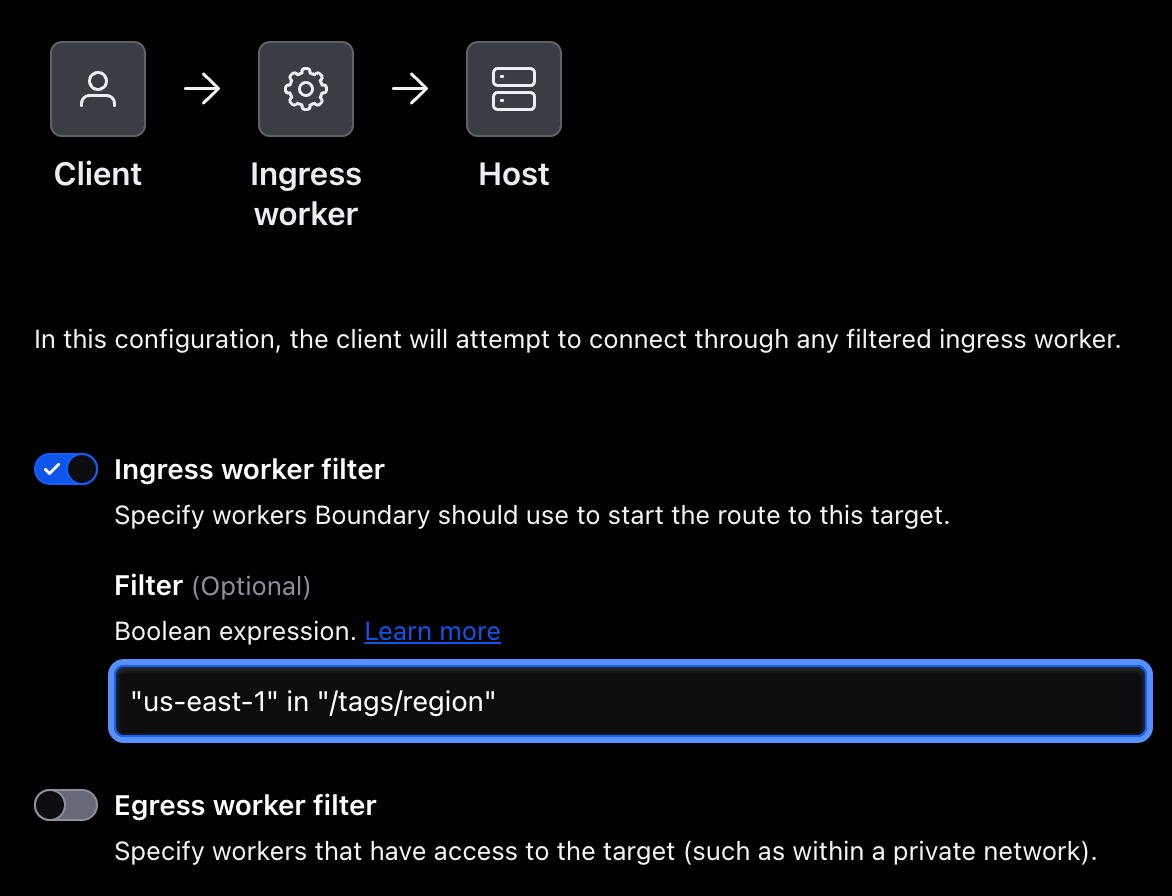 Client
Ingress
worker
Host
In this configuration, the client will attempt to connect through any filtered ingress worker.
Ingress worker filter
Specify workers Boundary should use to start the route to this target.
Filter (Optional)
Boolean expression. Learn more
"us-east-1" in "/tags/region"
Egress worker filter
Specify workers that have access to the target (such as within a private network).